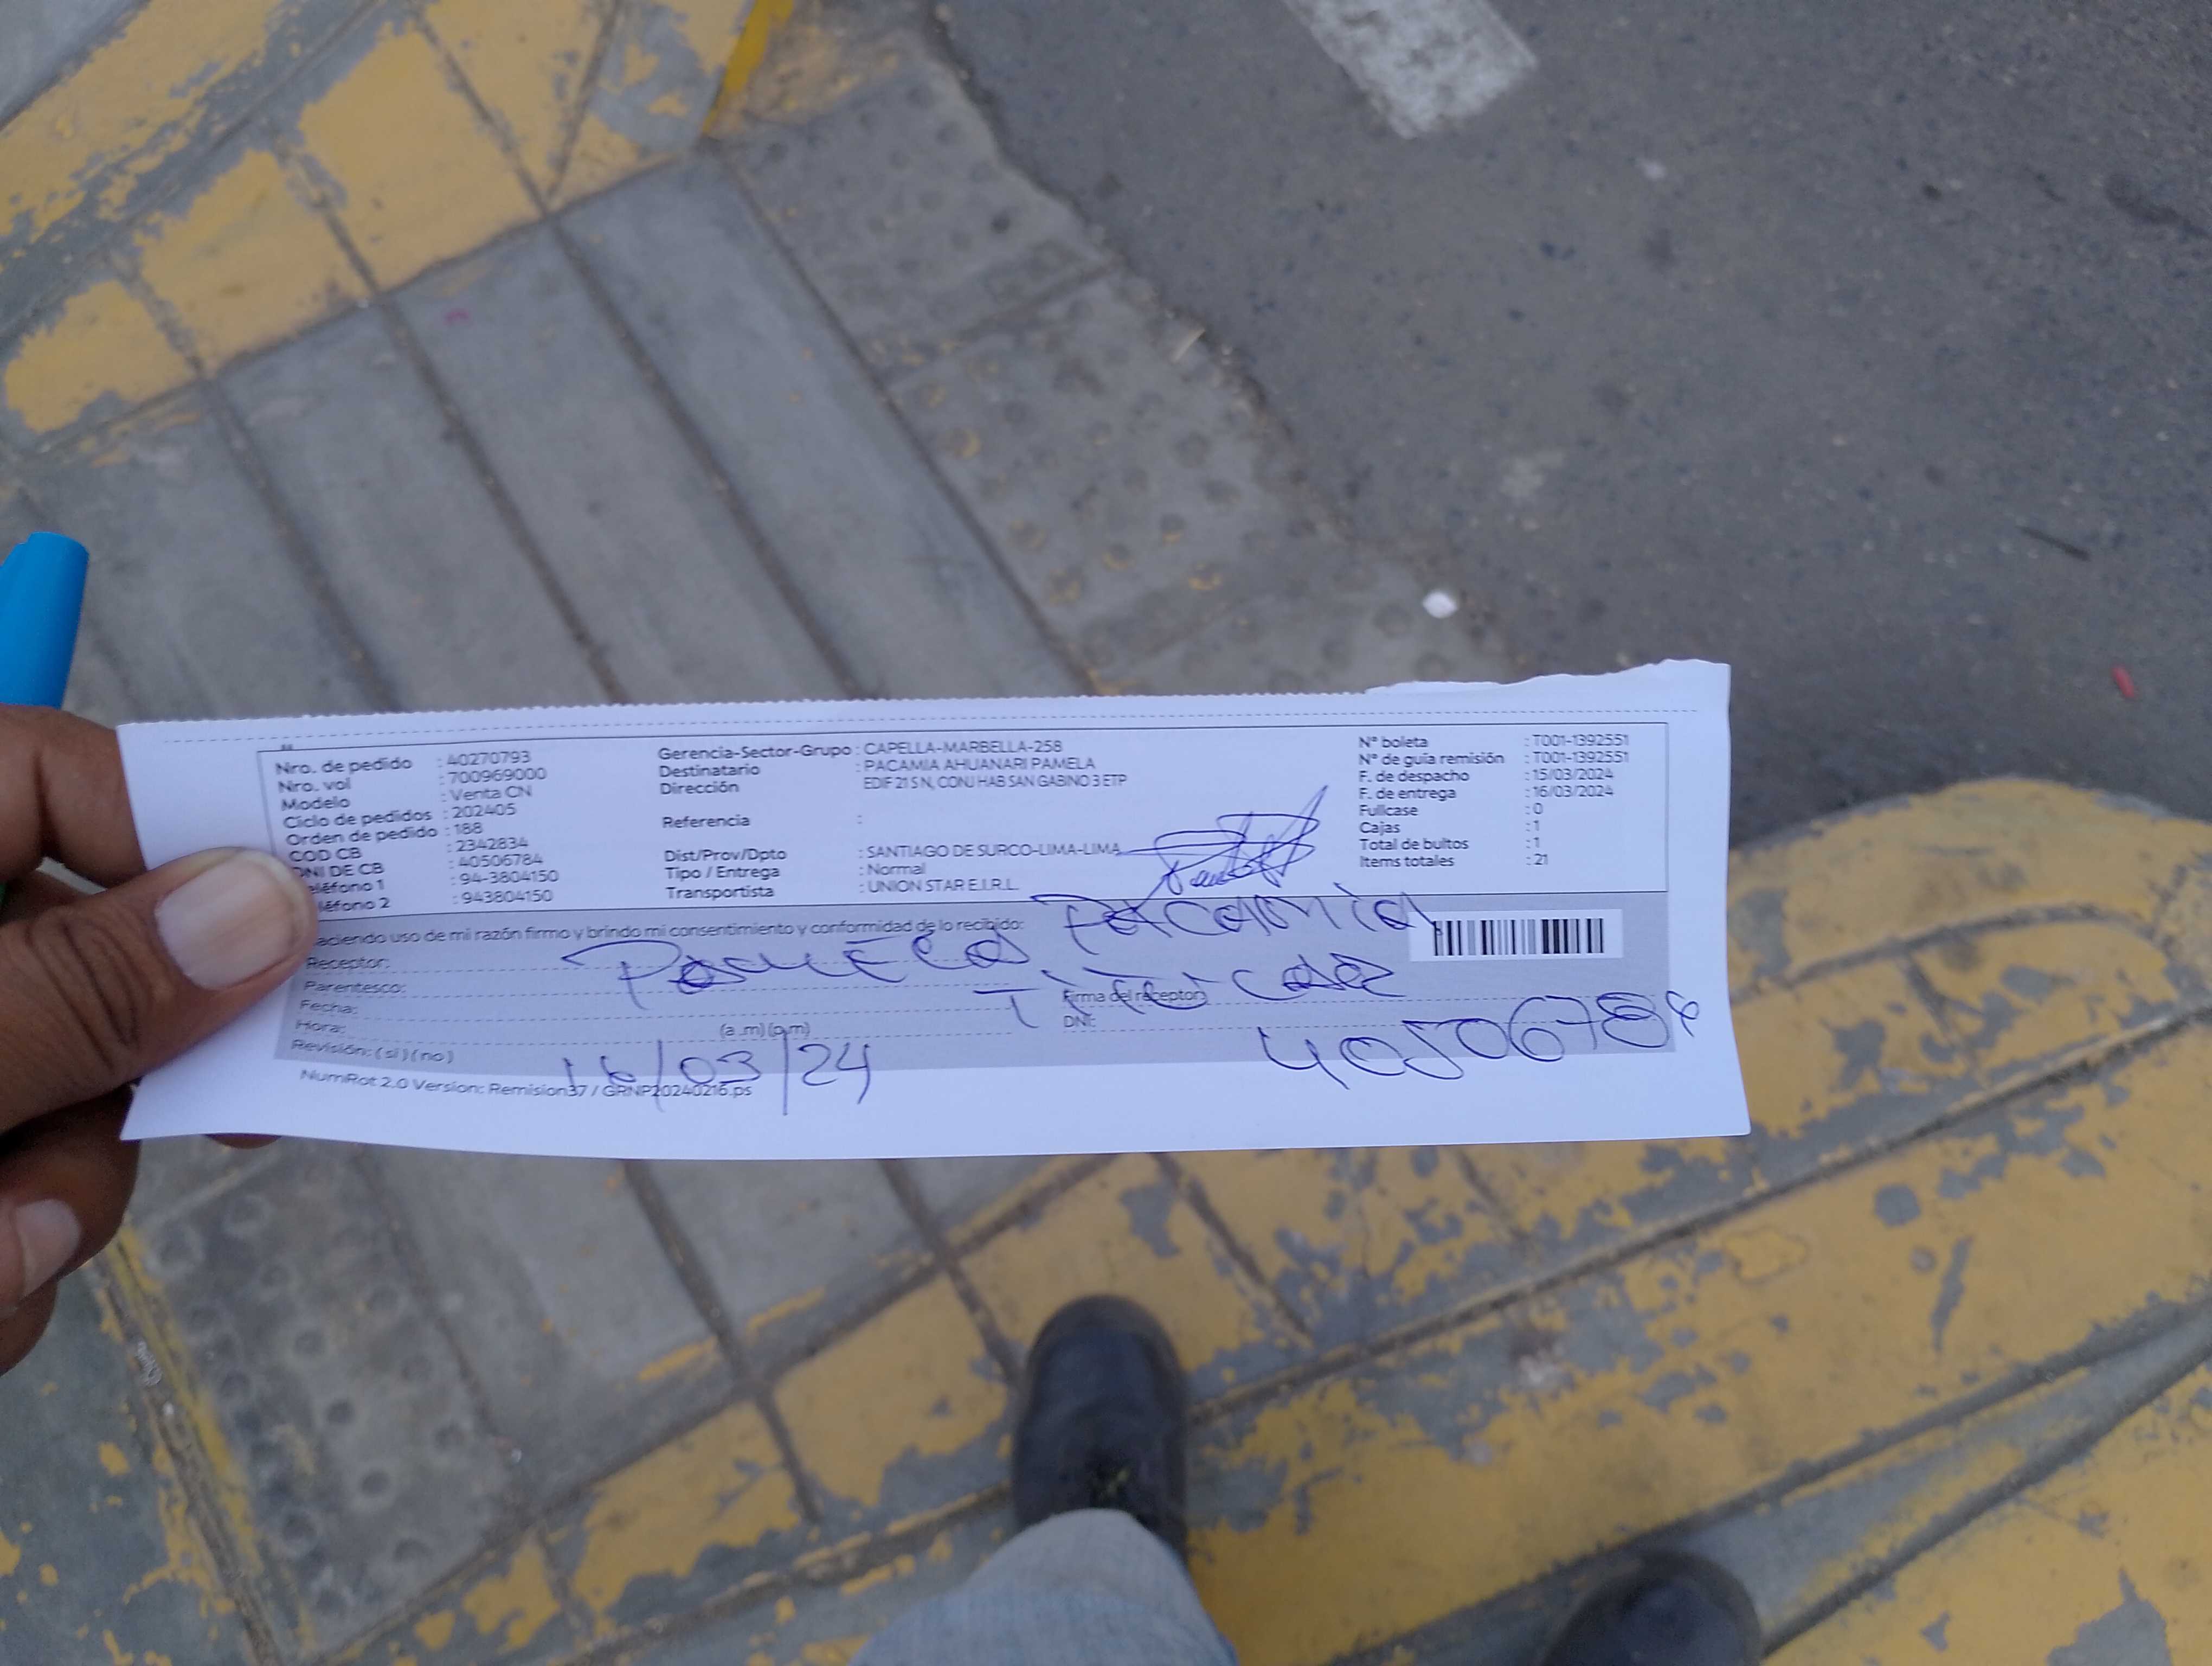 Nro. de pedido : 40270793
Nro. vol : 700969000
Modelo : Venta CN
Ciclo de pedidos : 202405
Orden de pedido : 188
COD CB : 2342834
DNI DE CB : 40506784
léfono 1 : 94-3804150
léfono 2 : 943804150
Gerencia-Sector-Grupo : CAPELLA-MARBELLA-258
Destinatario : PACAMIA AHUANARI PAMELA
Dirección EDIF 21 S N, CONJ HAB SAN GABINO 3 ETP
Referencia :
Dist/Prov/Dpto : SANTIAGO DE SURCO-LIMA-LIMA
Tipo / Entrega : Normal
Transportista : UNION STAR E.I.R.L.
N° boleta : T001-1392551
N° de guía remisión : T001-1392551
F. de despacho : 15/03/2024
F. de entrega : 16/03/2024
Fullcase : 0
Cajas : 1
Total de bultos : 1
Items totales : 21
aciendo uso de mi razón firmo y brindo mi consentimiento y conformidad de lo recibido:
Receptor: Pamela Pacamia
Parentesco: Titular
Firma del receptor
Fecha: 16/03/24
Hora: (a .m) (p.m)
DNI: 40506784
Revisión: ( si ) ( no )
NumRot 2.0 Version: Remision37 / GRNP20240216.ps